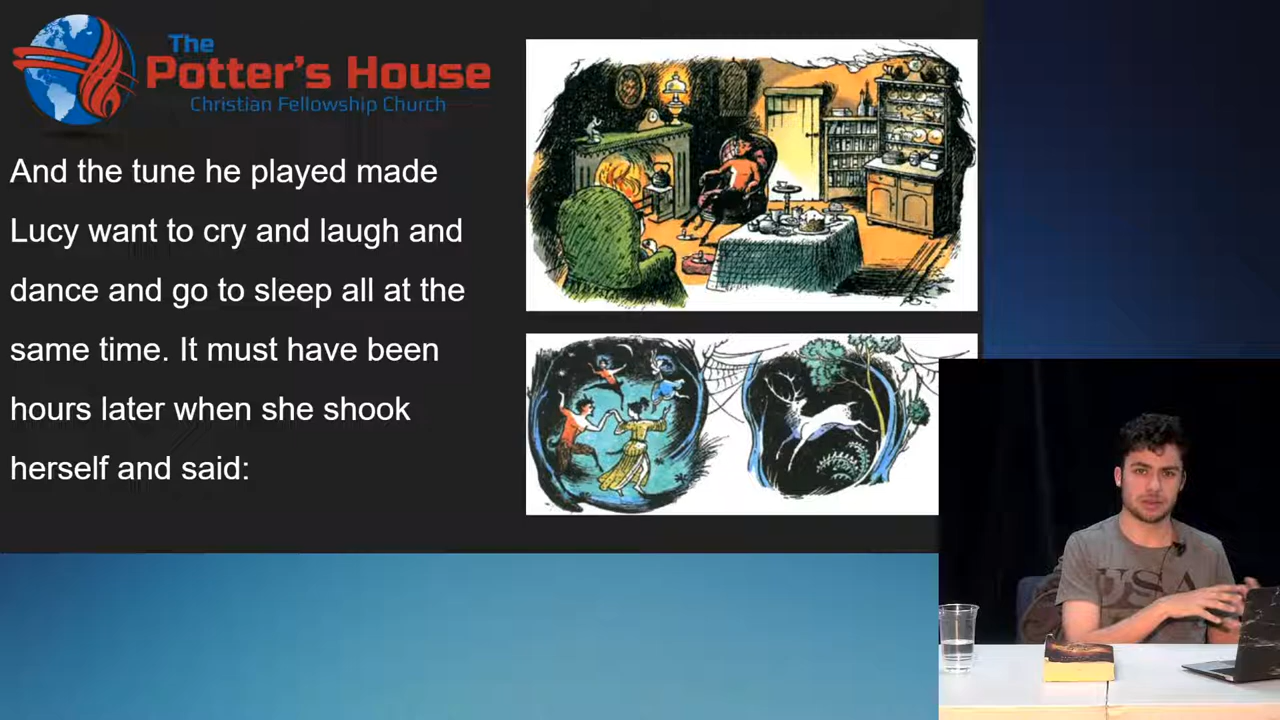 The
Potter's House
Christian Fellowship Church
And the tune he played made
Lucy want to cry and laugh and
dance and go to sleep all at the
same time. It must have been
hours later when she shook
herself and said:
USA